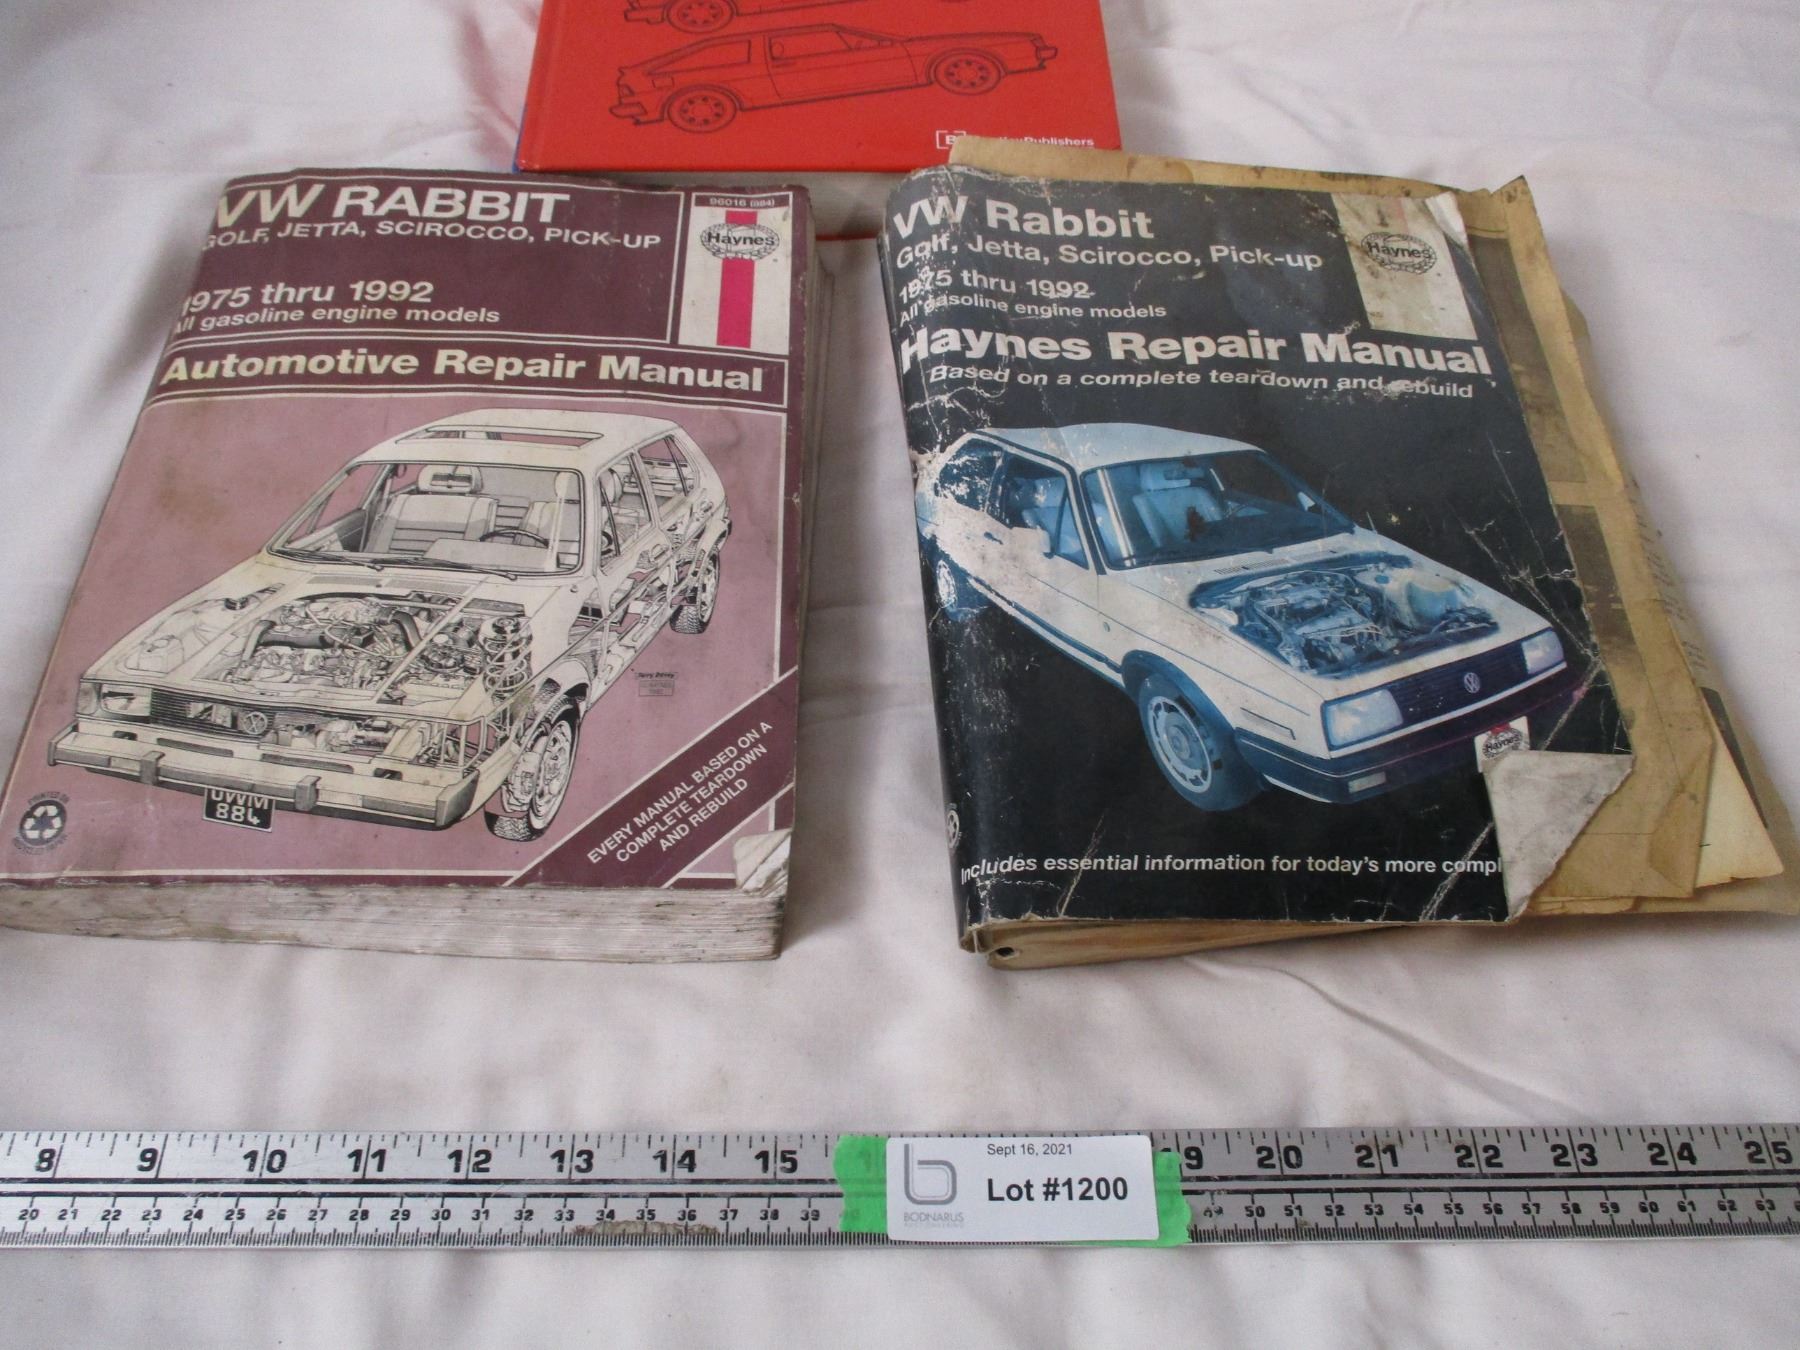 Publishers
VW RABBIT
GOLF, JETTA, SCIROCCO, PICK-UP
1975 thru 1992
All gasoline engine models
96016 (884)
Haynes
Automotive Repair Manual
UWM
884
EVERY MANUAL BASED ON A
COMPLETE TEARDOWN
AND REBUILD
VW Rabbit
Golf, Jetta, Scirocco, Pick-up
1975 thru 1992
All gasoline engine models
Haynes
Haynes Repair Manual
Based on a complete teardown and rebuild
Haynes
Includes essential information for today's more compl
8 9 10 11 12 13 14 15 19 20 21 22 23 24 25
20 21 22 23 24 25 26 27 28 29 30 31 32 33 34 35 36 37 38 39 50 51 52 53 54 55 56 57 58 59 60 61 62 63
Sept 16, 2021
Lot #1200
BODNARUS